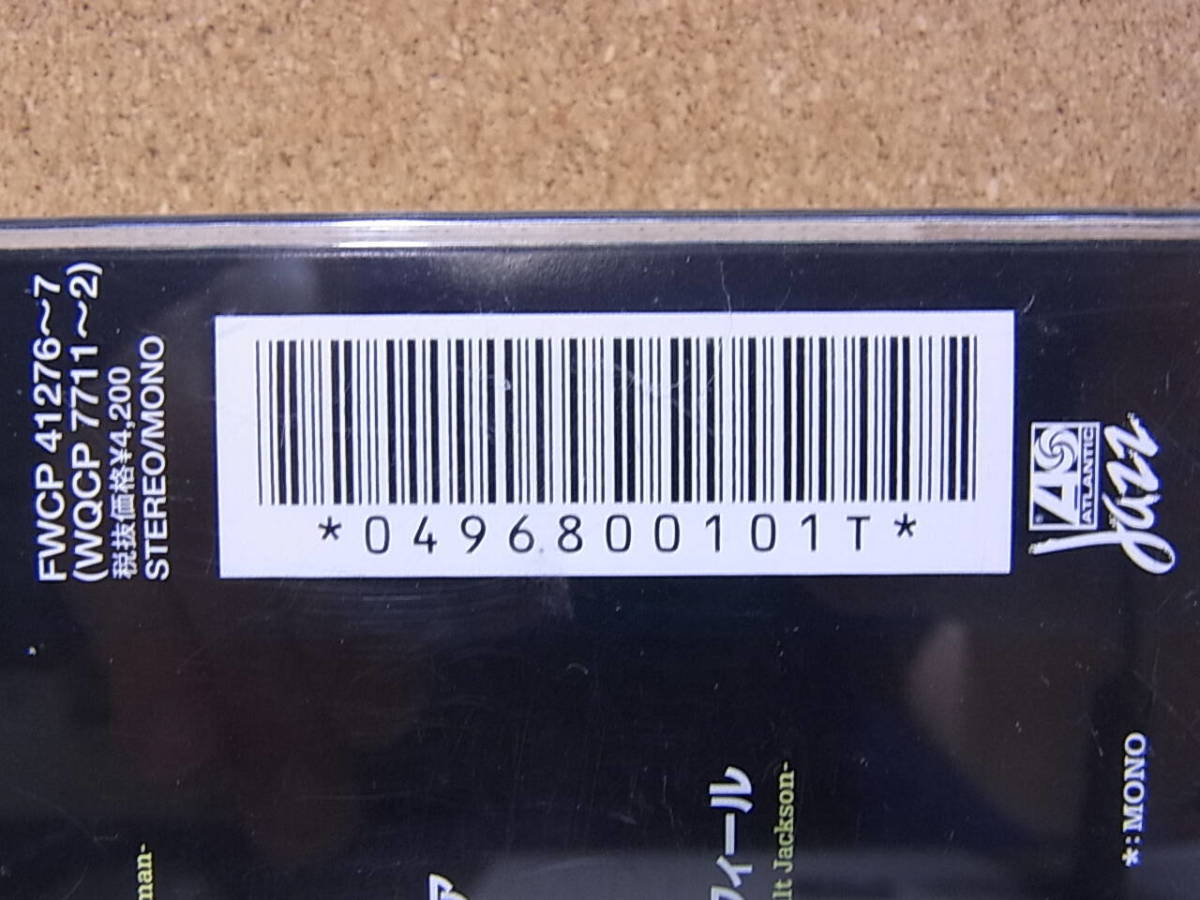 FWCP 41276~7
(WQCP 7711~2)
税抜価格¥4,200
STEREO/MONO
*0496800101T*
ATLANTIC
Jazz
フィール
lt Jackson-
man-
ア
*:MONO